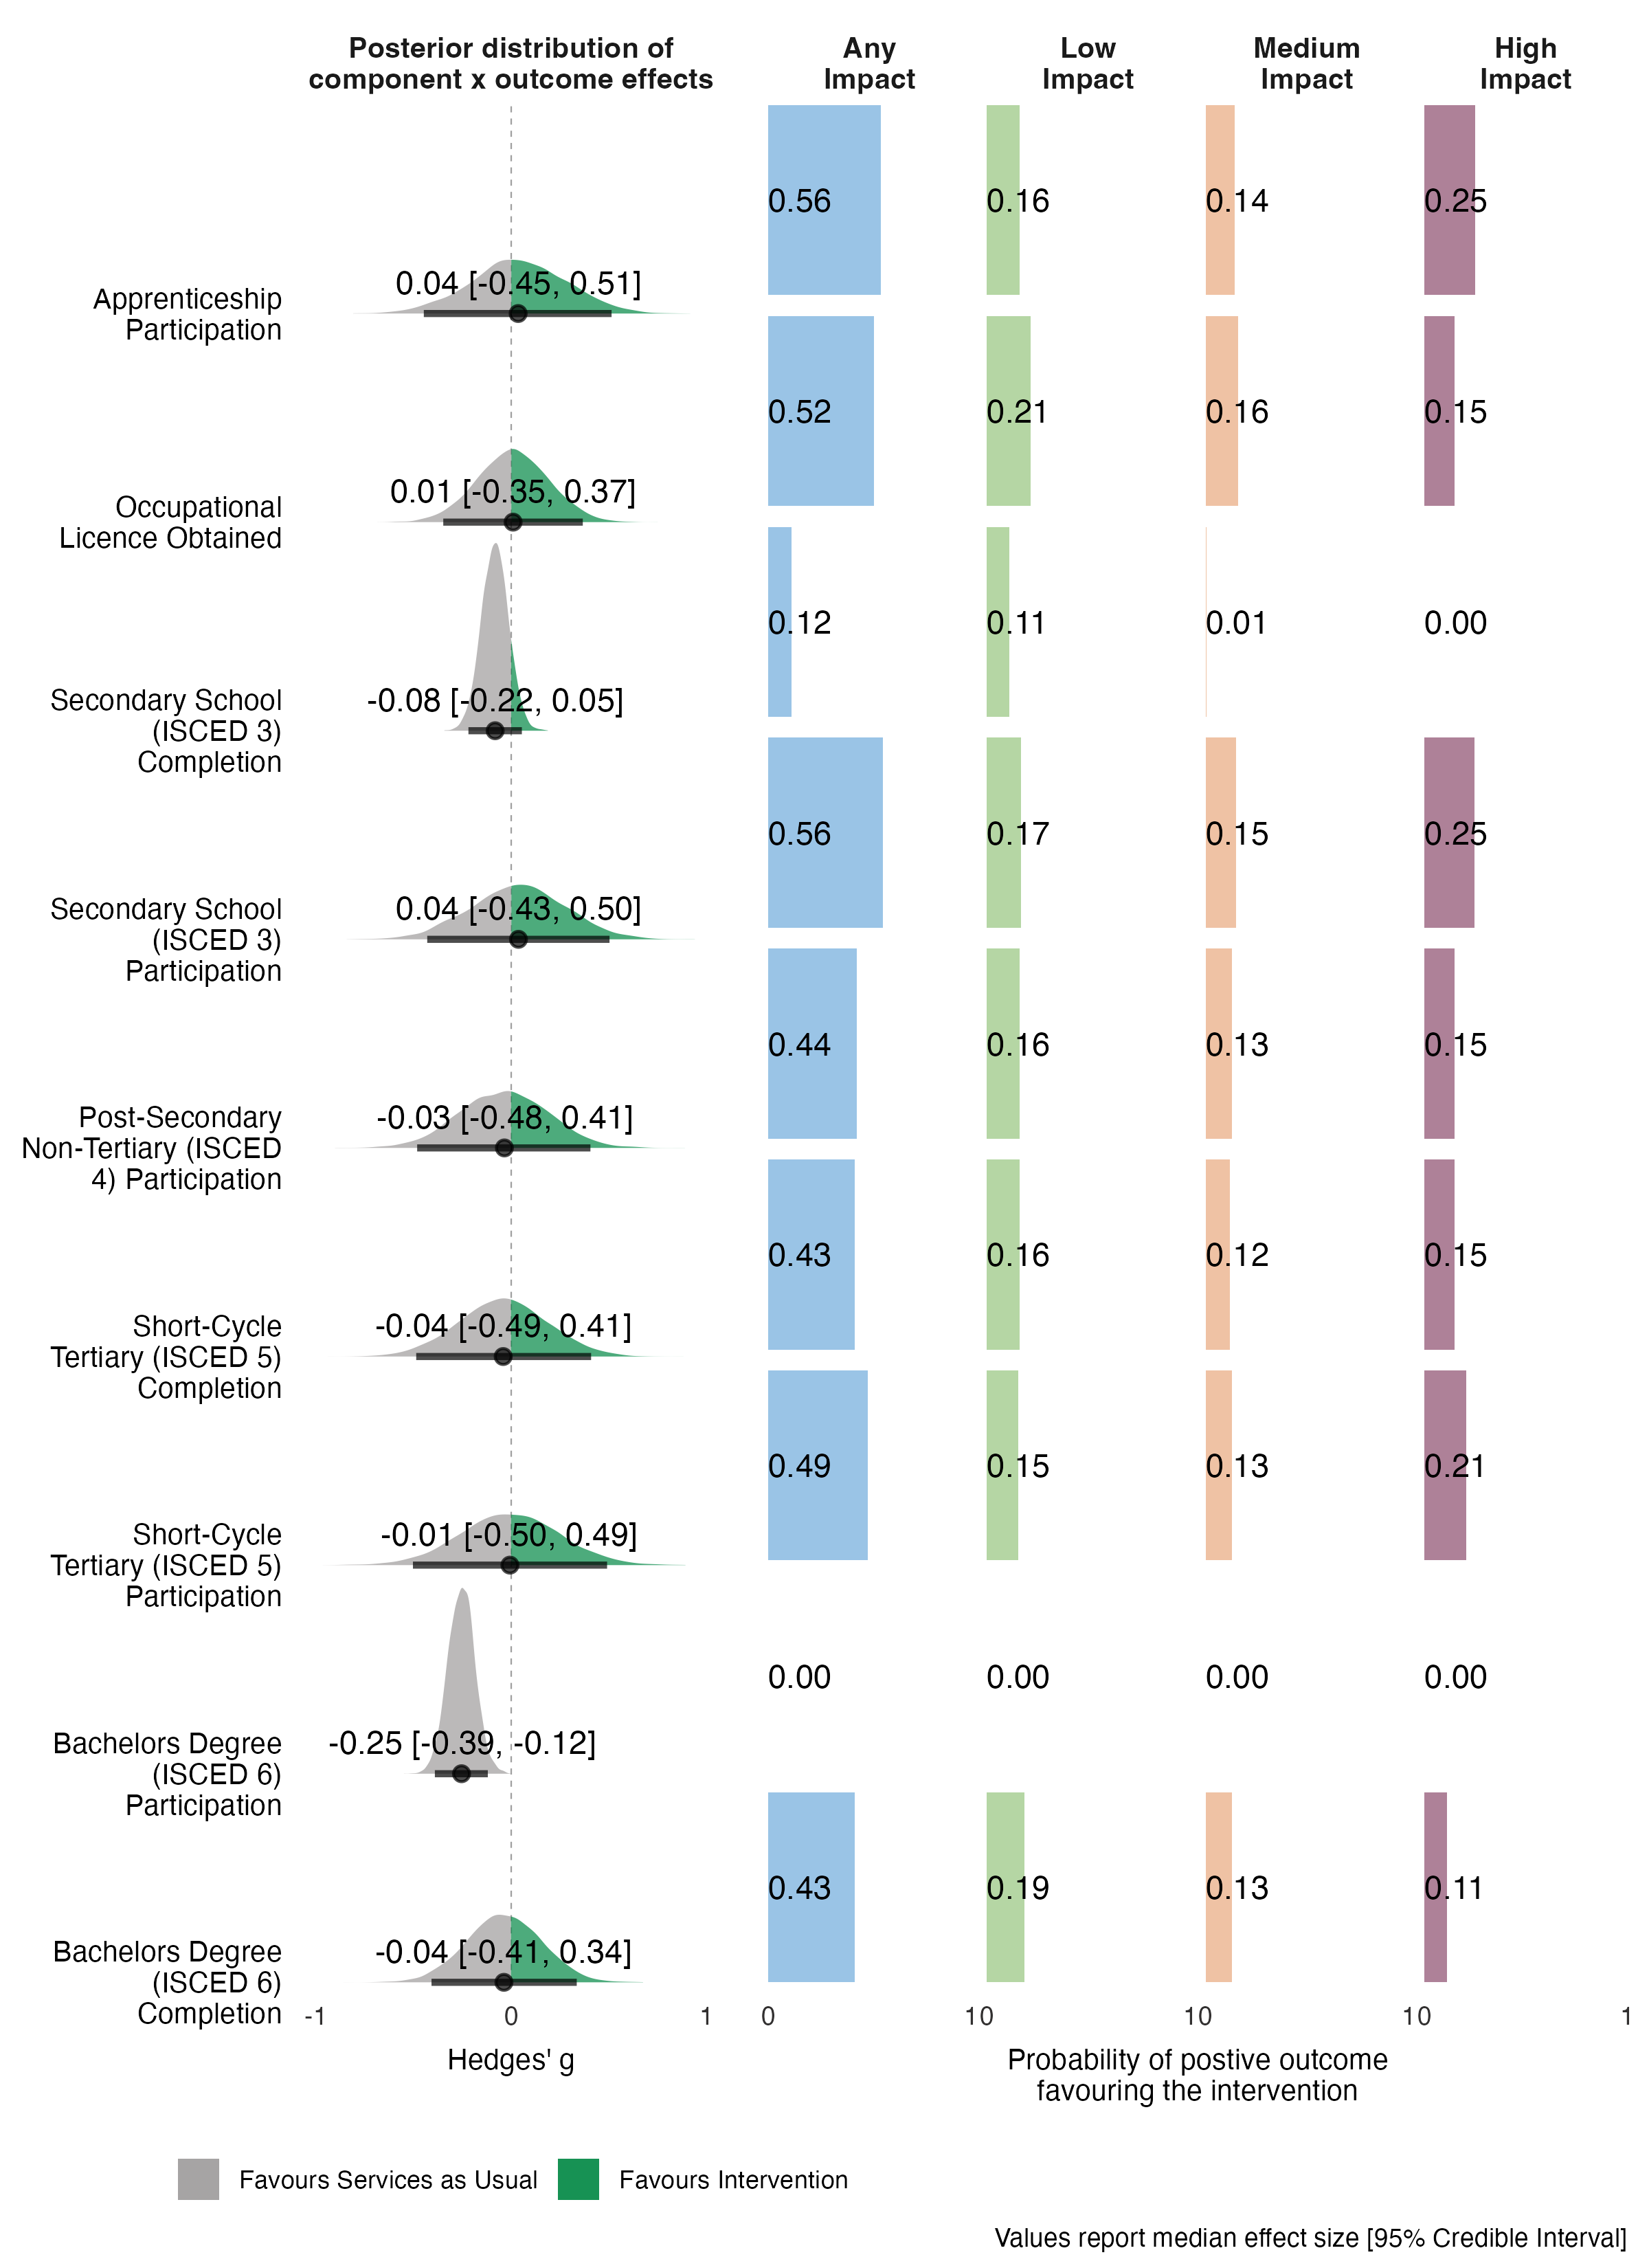 Posterior distribution of
component x outcome effects
Any
Impact
Low
Impact
Medium
Impact
High
Impact
0.56
0.16
0.14
0.25
Apprenticeship
Participation
0.04 [-0.45, 0.51]
0.52
0.21
0.16
0.15
Occupational
Licence Obtained
0.01 [-0.35, 0.37]
0.12
0.11
0.01
0.00
Secondary School
(ISCED 3)
Completion
-0.08 [-0.22, 0.05]
0.56
0.17
0.15
0.25
Secondary School
(ISCED 3)
Participation
0.04 [-0.43, 0.50]
0.44
0.16
0.13
0.15
Post-Secondary
Non-Tertiary (ISCED
4) Participation
-0.03 [-0.48, 0.41]
0.43
0.16
0.12
0.15
Short-Cycle
Tertiary (ISCED 5)
Completion
-0.04 [-0.49, 0.41]
0.49
0.15
0.13
0.21
Short-Cycle
Tertiary (ISCED 5)
Participation
-0.01 [-0.50, 0.49]
0.00
0.00
0.00
0.00
Bachelors Degree
(ISCED 6)
Participation
-0.25 [-0.39, -0.12]
0.43
0.19
0.13
0.11
Bachelors Degree
(ISCED 6)
Completion
-0.04 [-0.41, 0.34]
-1 0 1 0 10 10 10 1
Hedges' g
Probability of postive outcome
favouring the intervention
Favours Services as Usual
Favours Intervention
Values report median effect size [95% Credible Interval]